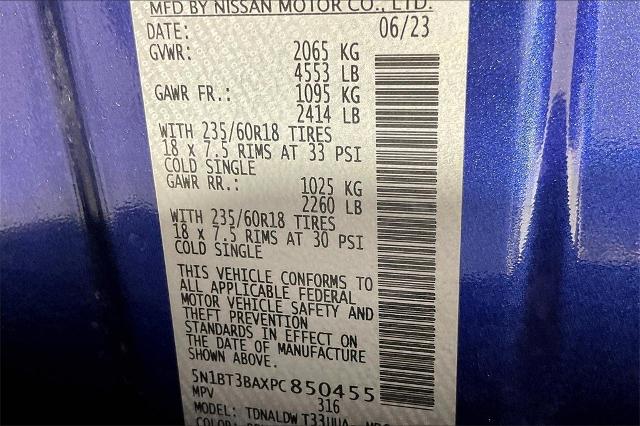 MFD BY NISSAN MOTOR CO., LTD.
DATE: 06/23
GVWR: 2065 KG
4553 LB
GAWR FR.: 1095 KG
2414 LB
WITH 235/60R18 TIRES
18 X 7.5 RIMS AT 33 PSI
COLD SINGLE
GAWR RR.: 1025 KG
2260 LB
WITH 235/60R18 TIRES
18 X 7.5 RIMS AT 30 PSI
COLD SINGLE
THIS VEHICLE CONFORMS TO
ALL APPLICABLE FEDERAL
MOTOR VEHICLE SAFETY AND
THEFT PREVENTION
STANDARDS IN EFFECT ON
THE DATE OF MANUFACTURE
SHOWN ABOVE.
5N1BT3BAXPC850455
MPV 316
MODEL: TDNALDW